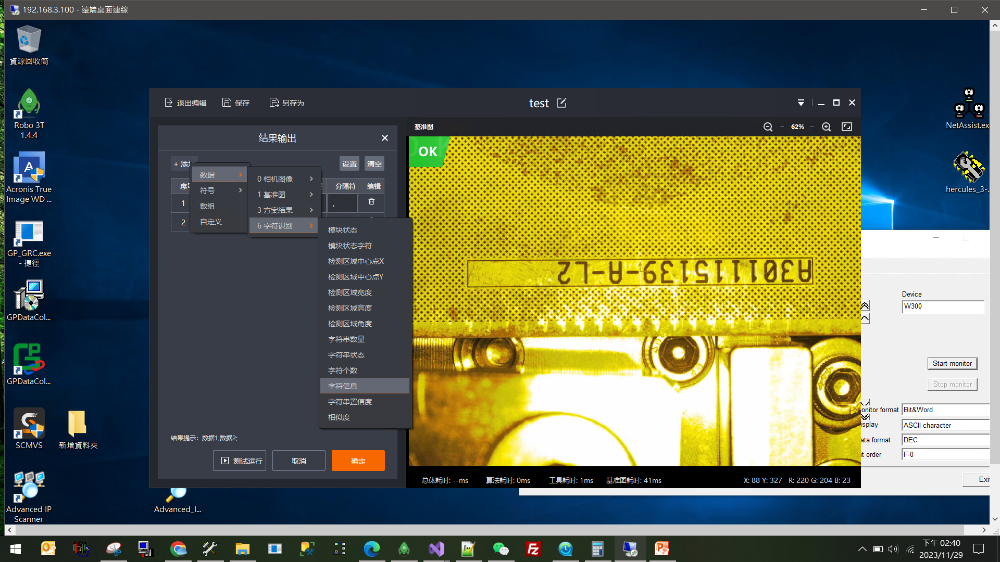 192.168.3.100 - 遠端桌面連線
資源回收筒
Robo 3T
1.4.4
Acronis True
Image WD ...
GP_GRC.exe
- 捷徑
GPDataCol...
GPDataCol...
SCMVS
新增資料夾
Advanced IP
Scanner
Advanced_I...
NetAssist.ex
hercules_3-.
退出编辑
保存
另存为
test
结果输出
+ 添加
设置
清空
序号
分隔符
编辑
1
,
2
数据
符号
数组
自定义
0 相机图像
1 基准图
3 方案结果
6 字符识别
模块状态
模块状态字符
检测区域中心点X
检测区域中心点Y
检测区域宽度
检测区域高度
检测区域角度
字符串数量
字符串状态
字符个数
字符信息
字符串置信度
相似度
结果提示: 数据1,数据2;
测试运行
取消
确定
基准图
62%
OK
A30111515139-A-L2
总体耗时: --ms
算法耗时: 0ms
工具耗时: 1ms
基准图耗时: 41ms
X: 88 Y: 327
R: 220 G: 204 B: 23
Device
W300
Start monitor
Stop monitor
onitor format
Bit&Word
isplay
ASCII character
ata format
DEC
it order
F-0
Exi
下午 02:40
2023/11/29